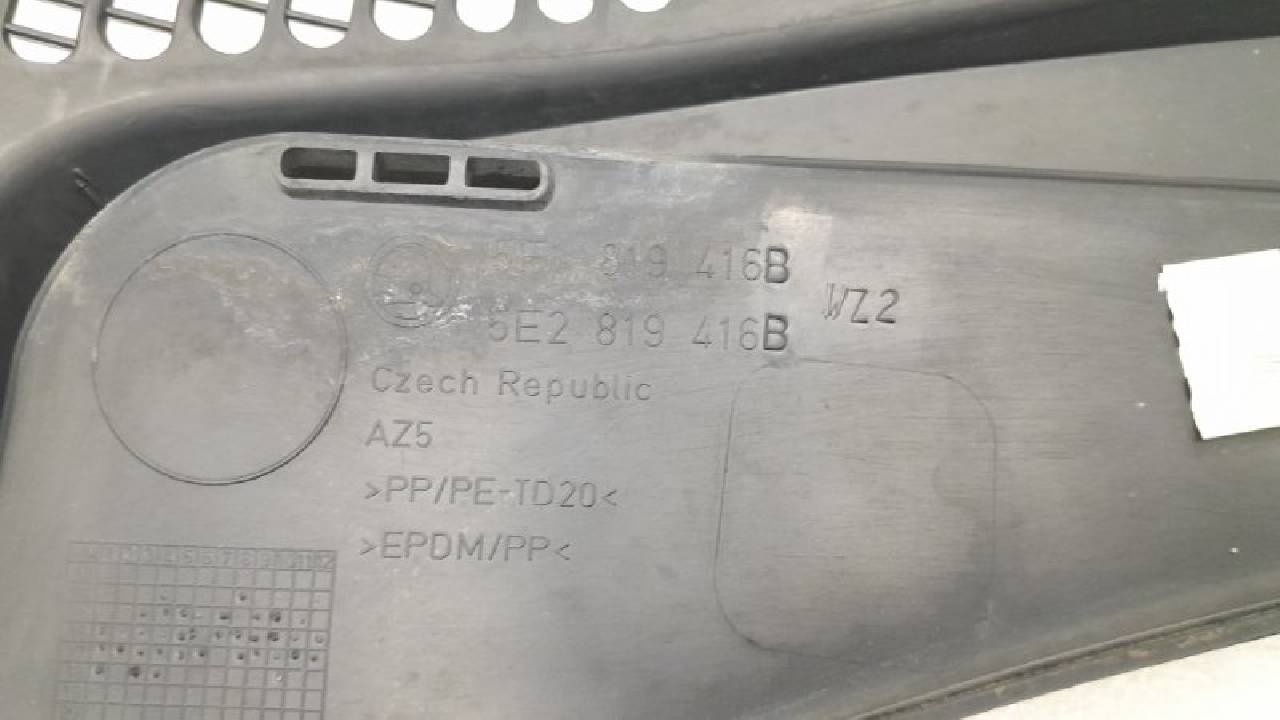 819 416B
5E2 819 416B
WZ2
Czech Republic
AZ5
>PP/PE-TD20<
>EPDM/PP<